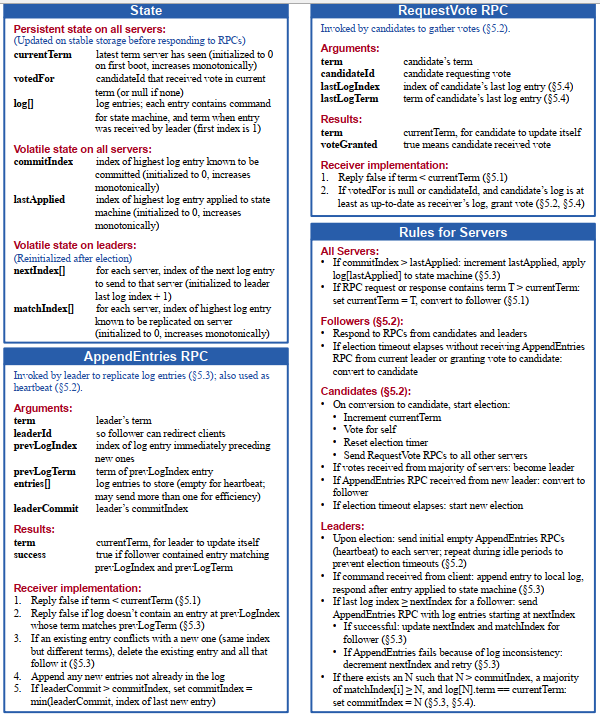 State
Persistent state on all servers:
(Updated on stable storage before responding to RPCs)
currentTerm latest term server has seen (initialized to 0
on first boot, increases monotonically)
votedFor candidateId that received vote in current
term (or null if none)
log[] log entries; each entry contains command
for state machine, and term when entry
was received by leader (first index is 1)
Volatile state on all servers:
commitIndex index of highest log entry known to be
committed (initialized to 0, increases
monotonically)
lastApplied index of highest log entry applied to state
machine (initialized to 0, increases
monotonically)
Volatile state on leaders:
(Reinitialized after election)
nextIndex[] for each server, index of the next log entry
to send to that server (initialized to leader
last log index + 1)
matchIndex[] for each server, index of highest log entry
known to be replicated on server
(initialized to 0, increases monotonically)
AppendEntries RPC
Invoked by leader to replicate log entries (§5.3); also used as
heartbeat (§5.2).
Arguments:
term leader's term
leaderId so follower can redirect clients
prevLogIndex index of log entry immediately preceding
new ones
prevLogTerm term of prevLogIndex entry
entries[] log entries to store (empty for heartbeat;
may send more than one for efficiency)
leaderCommit leader's commitIndex
Results:
term currentTerm, for leader to update itself
success true if follower contained entry matching
prevLogIndex and prevLogTerm
Receiver implementation:
1. Reply false if term < currentTerm (§5.1)
2. Reply false if log doesn't contain an entry at prevLogIndex
whose term matches prevLogTerm (§5.3)
3. If an existing entry conflicts with a new one (same index
but different terms), delete the existing entry and all that
follow it (§5.3)
4. Append any new entries not already in the log
5. If leaderCommit > commitIndex, set commitIndex =
min(leaderCommit, index of last new entry)
RequestVote RPC
Invoked by candidates to gather votes (§5.2).
Arguments:
term candidate's term
candidateId candidate requesting vote
lastLogIndex index of candidate's last log entry (§5.4)
lastLogTerm term of candidate's last log entry (§5.4)
Results:
term currentTerm, for candidate to update itself
voteGranted true means candidate received vote
Receiver implementation:
1. Reply false if term < currentTerm (§5.1)
2. If votedFor is null or candidateId, and candidate's log is at
least as up-to-date as receiver's log, grant vote (§5.2, §5.4)
Rules for Servers
All Servers:
• If commitIndex > lastApplied: increment lastApplied, apply
log[lastApplied] to state machine (§5.3)
• If RPC request or response contains term T > currentTerm:
set currentTerm = T, convert to follower (§5.1)
Followers (§5.2):
• Respond to RPCs from candidates and leaders
• If election timeout elapses without receiving AppendEntries
RPC from current leader or granting vote to candidate:
convert to candidate
Candidates (§5.2):
• On conversion to candidate, start election:
• Increment currentTerm
• Vote for self
• Reset election timer
• Send RequestVote RPCs to all other servers
• If votes received from majority of servers: become leader
• If AppendEntries RPC received from new leader: convert to
follower
• If election timeout elapses: start new election
Leaders:
• Upon election: send initial empty AppendEntries RPCs
(heartbeat) to each server; repeat during idle periods to
prevent election timeouts (§5.2)
• If command received from client: append entry to local log,
respond after entry applied to state machine (§5.3)
• If last log index ≥ nextIndex for a follower: send
AppendEntries RPC with log entries starting at nextIndex
• If successful: update nextIndex and matchIndex for
follower (§5.3)
• If AppendEntries fails because of log inconsistency:
decrement nextIndex and retry (§5.3)
• If there exists an N such that N > commitIndex, a majority
of matchIndex[i] ≥ N, and log[N].term == currentTerm:
set commitIndex = N (§5.3, §5.4).